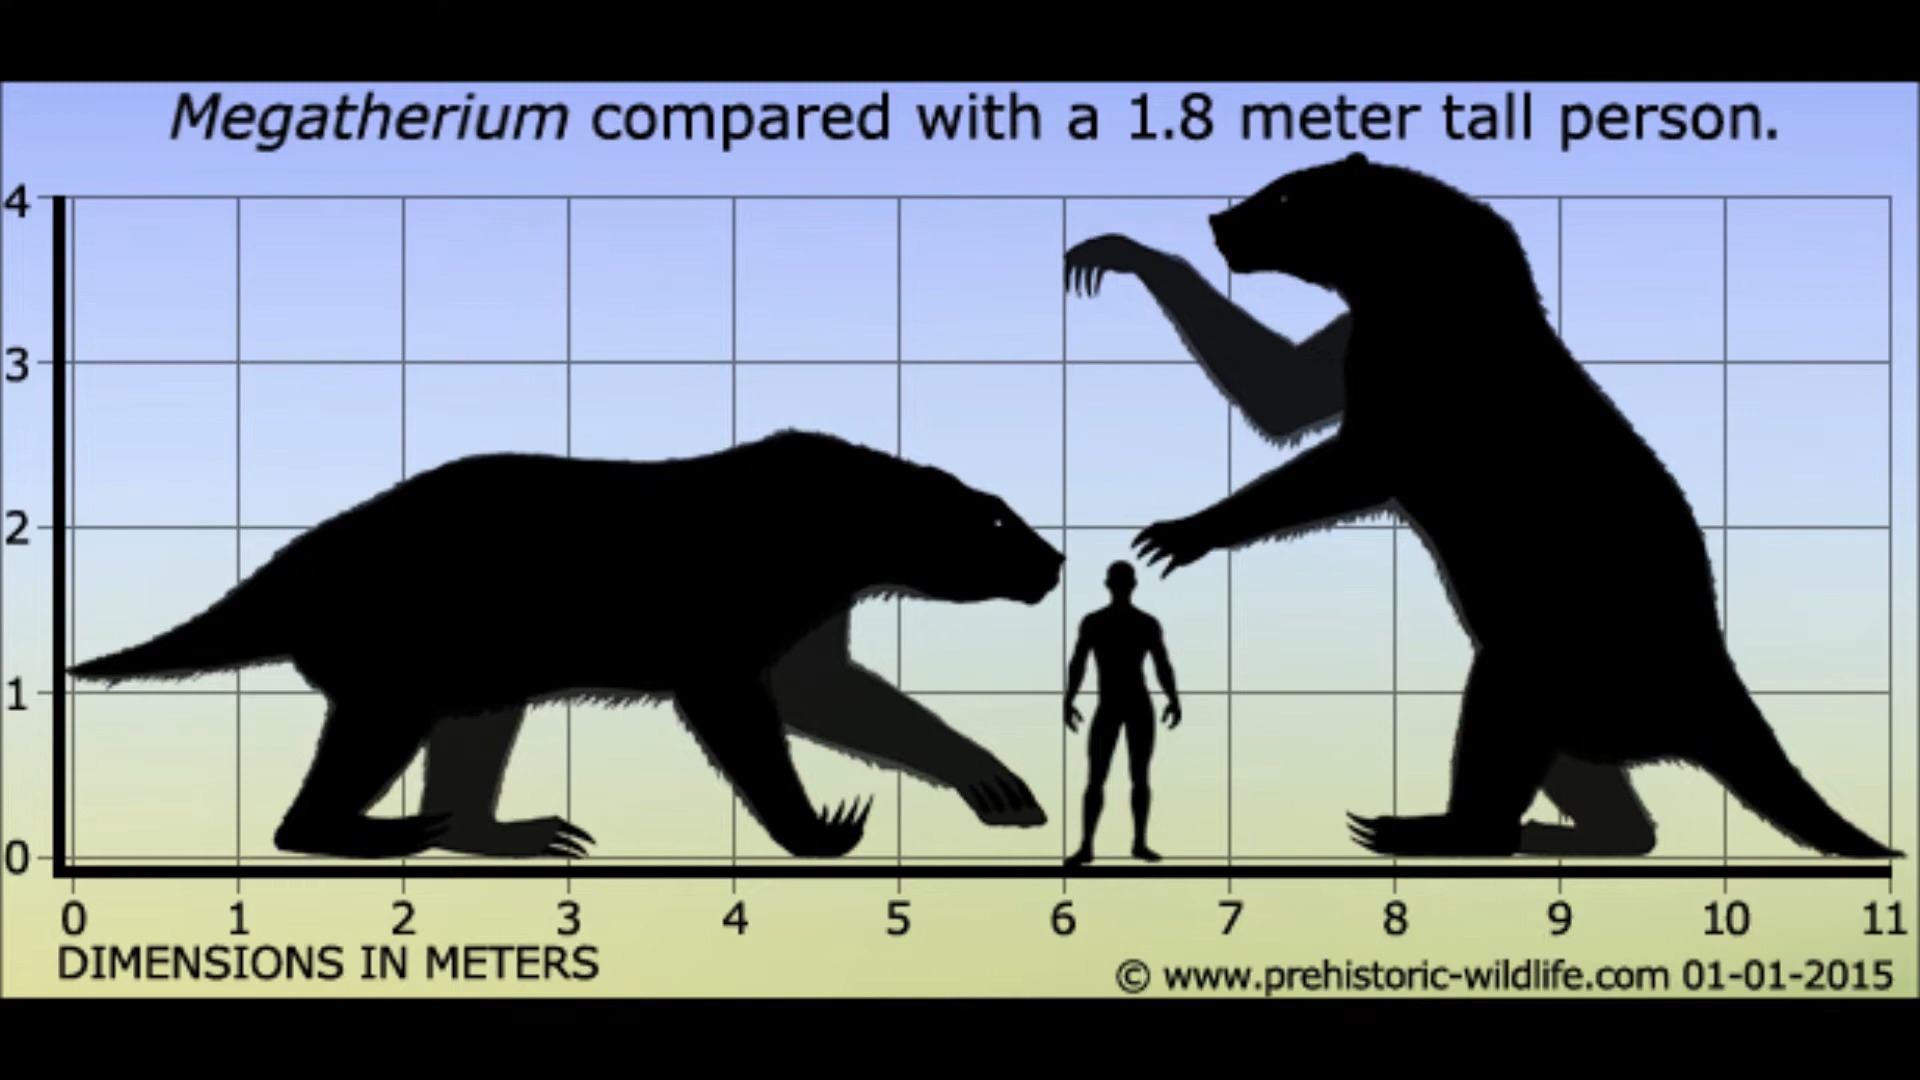 Megatherium compared with a 1.8 meter tall person.
4
3
2
1
0
0 1 2 3 4 5 6 7 8 9 10 11
DIMENSIONS IN METERS
© www.prehistoric-wildlife.com 01-01-2015